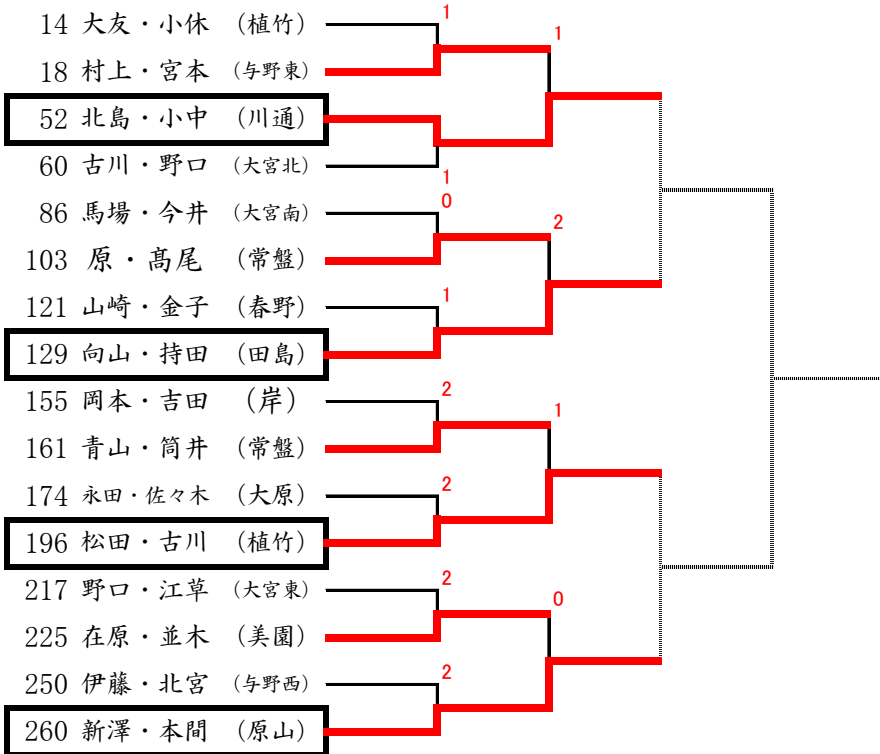 14 大友・小休 (植竹)
1
1
18 村上・宮本 (与野東)
52 北島・小中 (川通)
60 古川・野口 (大宮北)
1
0
86 馬場・今井 (大宮南)
2
103 原・髙尾 (常盤)
121 山崎・金子 (春野)
1
129 向山・持田 (田島)
155 岡本・吉田 (岸)
2
1
161 青山・筒井 (常盤)
174 永田・佐々木 (大原)
2
196 松田・古川 (植竹)
217 野口・江草 (大宮東)
2
0
225 在原・並木 (美園)
250 伊藤・北宮 (与野西)
2
260 新澤・本間 (原山)